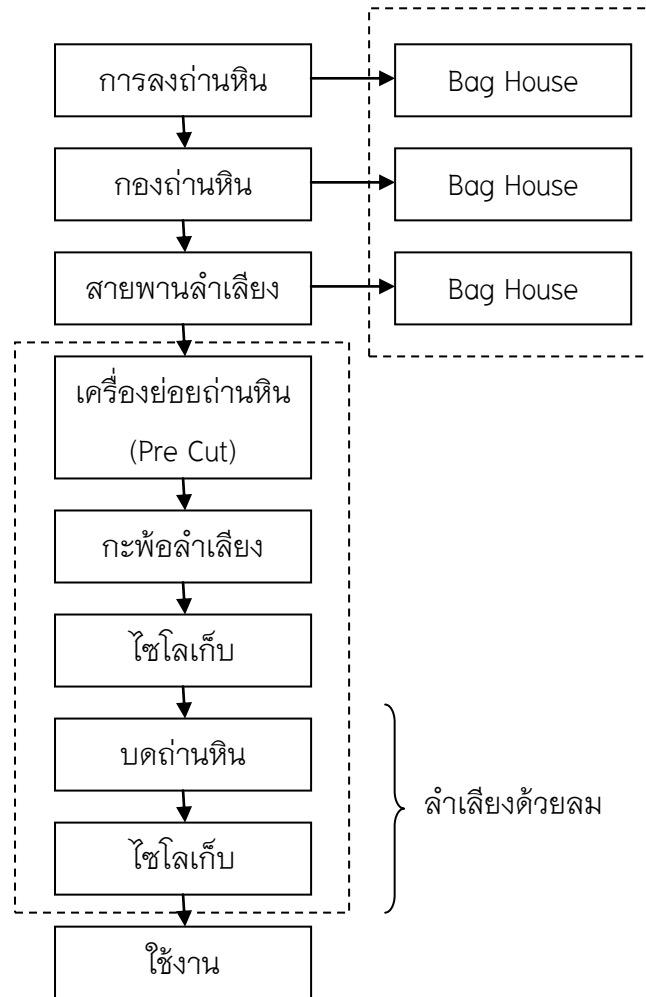 การลงถ่านหิน
Bag House
กองถ่านหิน
Bag House
สายพานลำเลียง
Bag House
เครื่องย่อยถ่านหิน
(Pre Cut)
กะพ้อลำเลียง
ไซโลเก็บ
บดถ่านหิน
ลำเลียงด้วยลม
ไซโลเก็บ
ใช้งาน